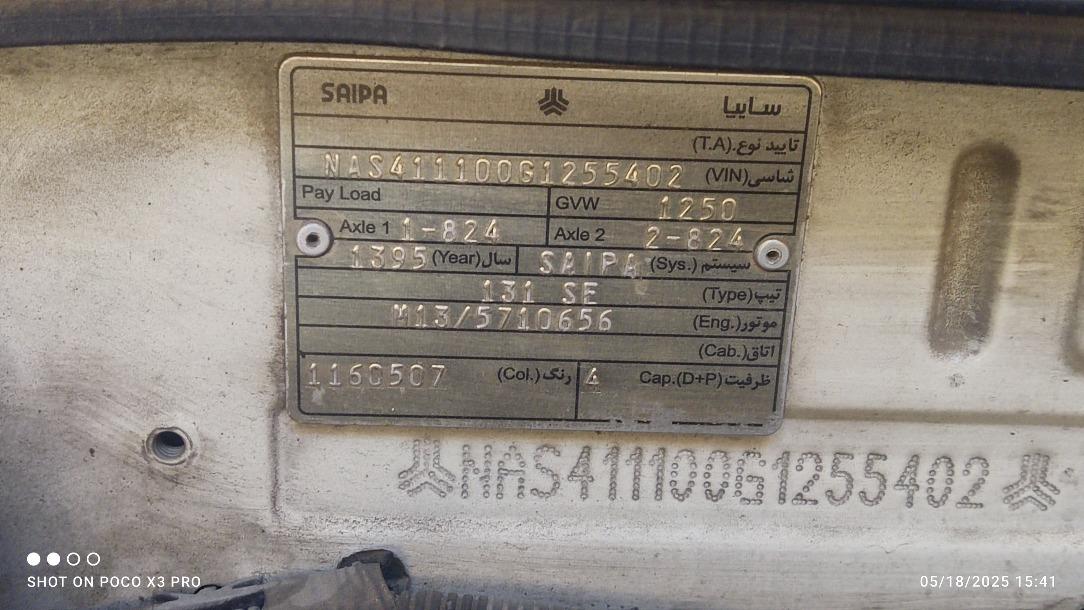 SAIPA سایپا
تایید نوع.(T.A)
NAS411100G1255402 شاسی(VIN)
Pay Load GVW 1250
Axle 1 1-824 Axle 2 2-824
1395 سال(Year) SAIPA سیستم (Sys.)
131 SE تیپ(Type)
M13/5710656 موتور(Eng.)
اتاق(Cab.)
1160507 رنگ(Col.) 4 Cap.(D+P) ظرفیت
NAS411100G1255402
SHOT ON POCO X3 PRO 05/18/2025 15:41